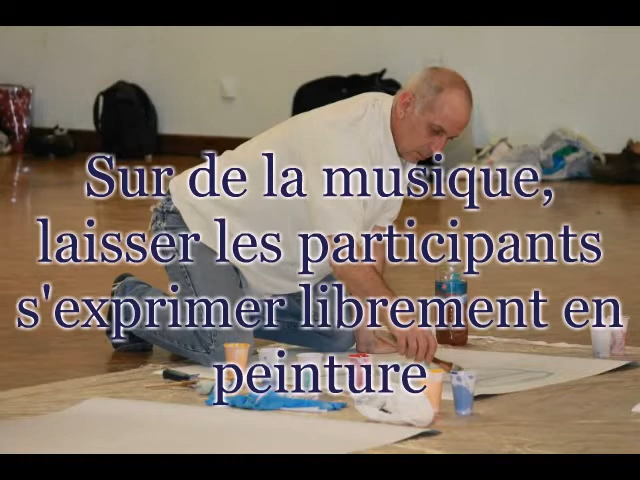 Sur de la musique,
laisser les participants
s'exprimer librement en
peinture